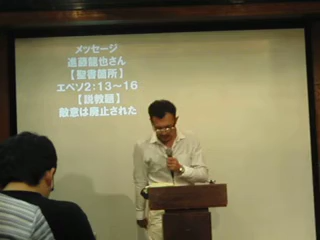 メッセージ
進藤龍也さん
【聖書箇所】
エペソ2：13～16
【説教題】
敵意は廃止された